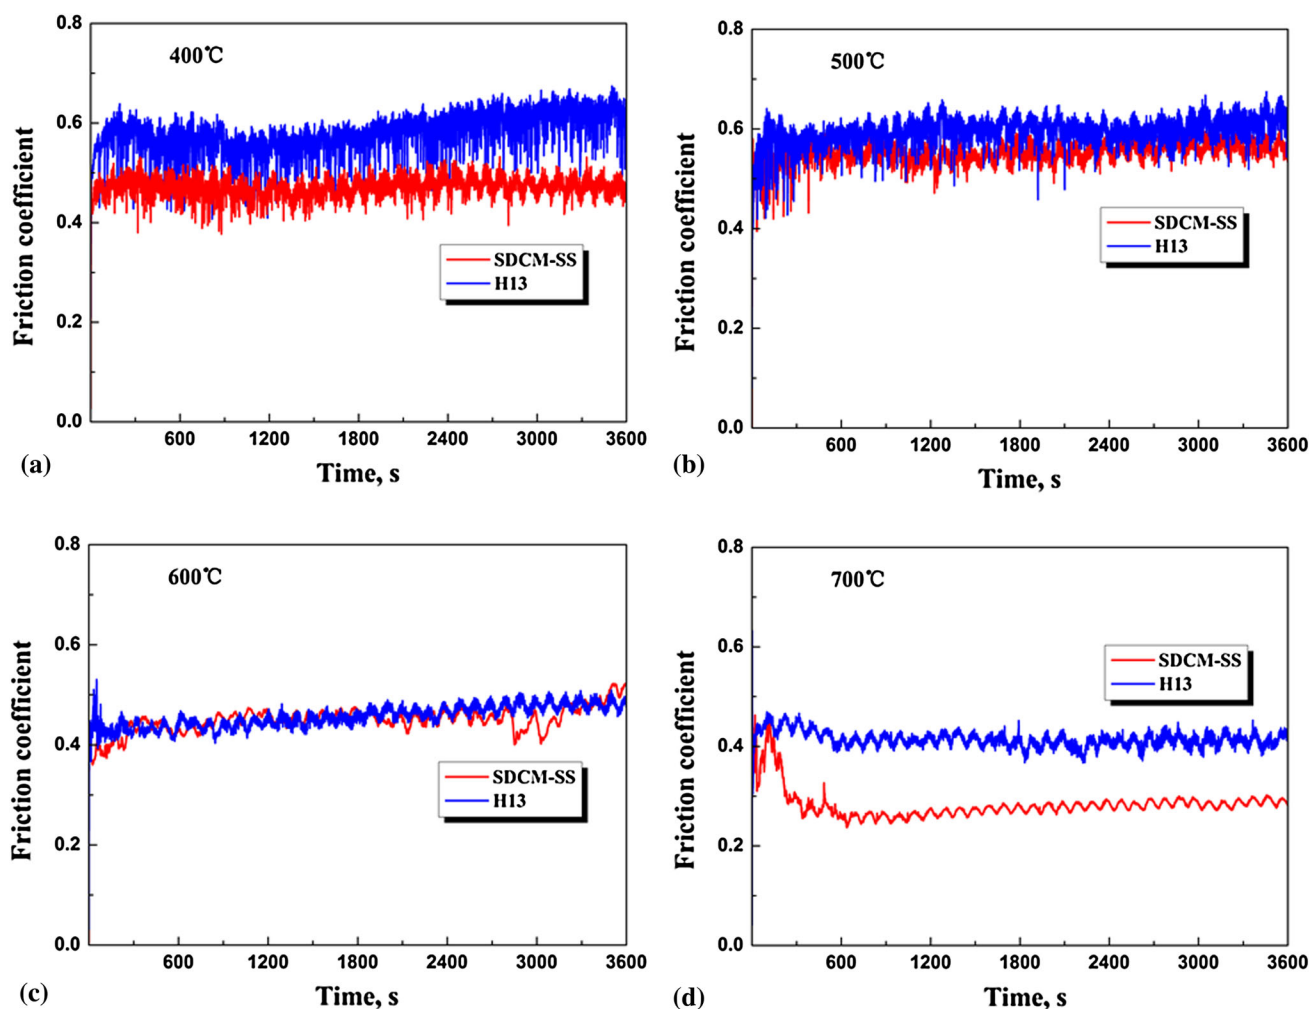 0.8
400℃
0.6
0.4
SDCM-SS
H13
0.2
0.0
600 1200 1800 2400 3000 3600
Friction coefficient
Time, s
(a)
0.8
500℃
0.6
0.4
SDCM-SS
H13
0.2
0.0
600 1200 1800 2400 3000 3600
Friction coefficient
Time, s
(b)
0.8
600℃
0.6
0.4
SDCM-SS
H13
0.2
0.0
600 1200 1800 2400 3000 3600
Friction coefficient
Time, s
(c)
0.8
700℃
0.6
SDCM-SS
H13
0.4
0.2
0.0
600 1200 1800 2400 3000 3600
Friction coefficient
Time, s
(d)